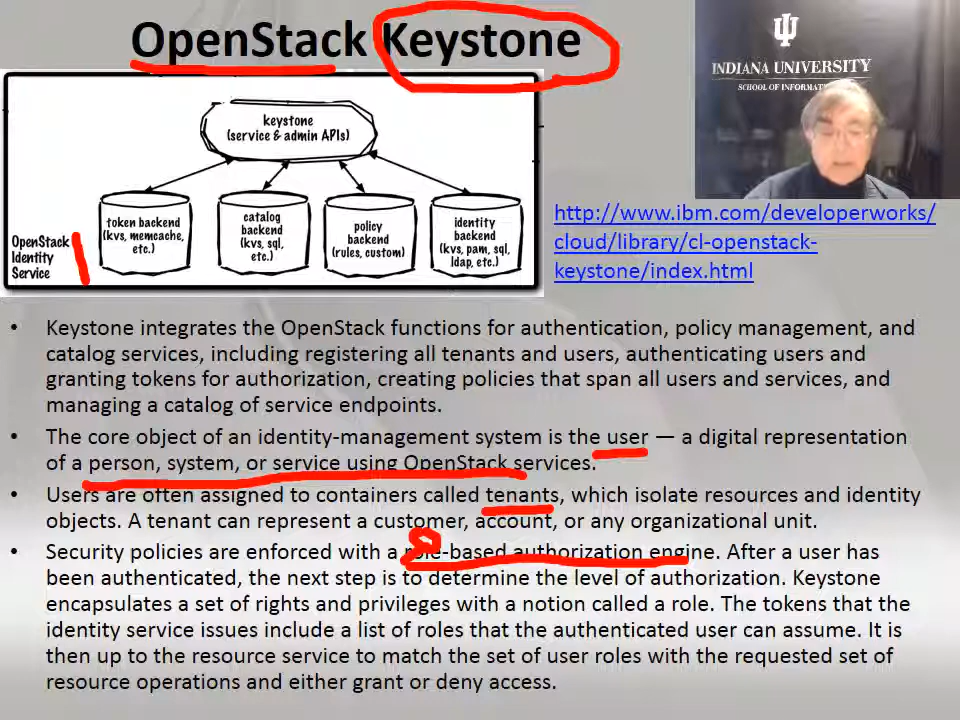 OpenStack Keystone
INDIANA UNIVERSITY
SCHOOL OF INFORMAT
keystone
(service & admin APIs)
token backend
(kvs, memcache,
etc.)
catalog
backend
(kvs, sql,
etc.)
policy
backend
(rules, custom)
identity
backend
(kvs, pam, sql,
ldap, etc.)
OpenStack
Identity
Service
http://www.ibm.com/developerworks/
cloud/library/cl-openstack-
keystone/index.html
• Keystone integrates the OpenStack functions for authentication, policy management, and
catalog services, including registering all tenants and users, authenticating users and
granting tokens for authorization, creating policies that span all users and services, and
managing a catalog of service endpoints.
• The core object of an identity-management system is the user — a digital representation
of a person, system, or service using OpenStack services.
• Users are often assigned to containers called tenants, which isolate resources and identity
objects. A tenant can represent a customer, account, or any organizational unit.
• Security policies are enforced with a role-based authorization engine. After a user has
been authenticated, the next step is to determine the level of authorization. Keystone
encapsulates a set of rights and privileges with a notion called a role. The tokens that the
identity service issues include a list of roles that the authenticated user can assume. It is
then up to the resource service to match the set of user roles with the requested set of
resource operations and either grant or deny access.